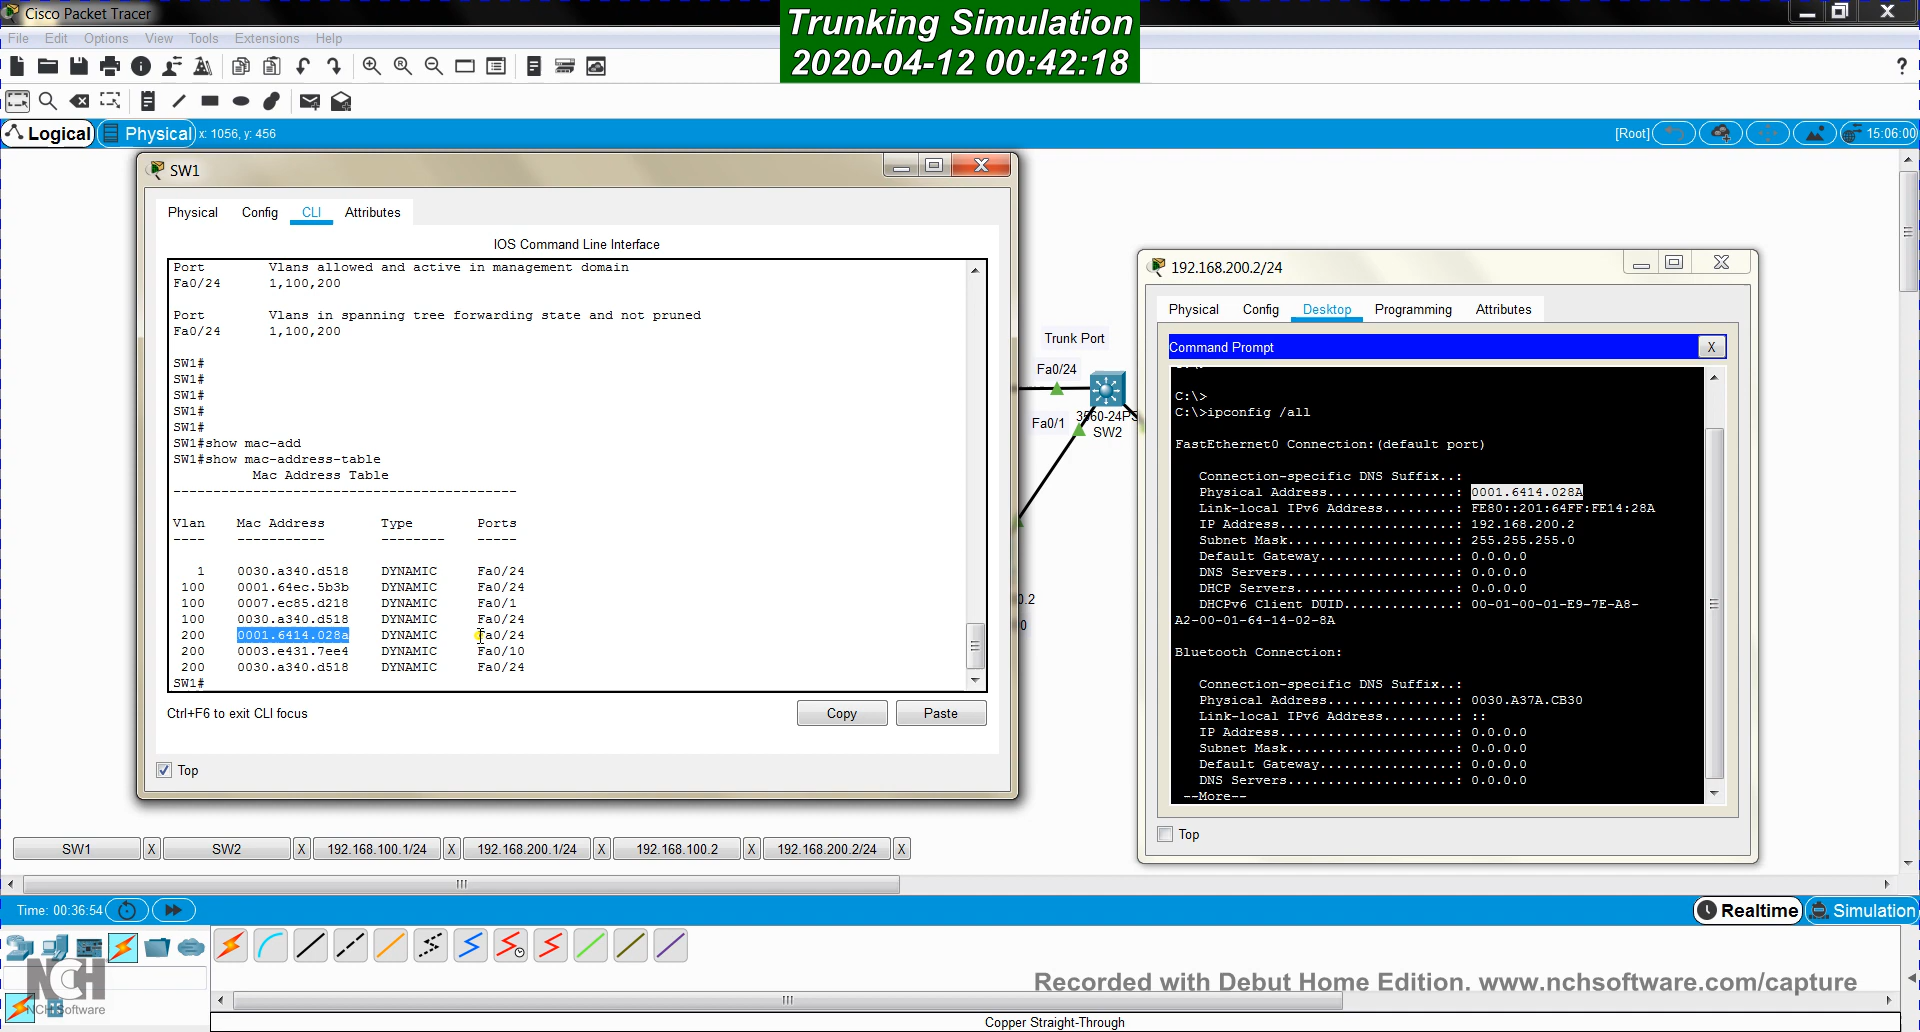 Cisco Packet Tracer
Trunking Simulation
2020-04-12 00:42:18
File Edit Options View Tools Extensions Help
Logical Physical x: 1056, y: 456 [Root] 15:06:00
SW1
Physical Config CLI Attributes
IOS Command Line Interface
Port Vlans allowed and active in management domain
Fa0/24 1,100,200
Port Vlans in spanning tree forwarding state and not pruned
Fa0/24 1,100,200
SW1#
SW1#
SW1#
SW1#
SW1#
SW1#show mac-add
SW1#show mac-address-table
Mac Address Table
-------------------------------------------
Vlan Mac Address Type Ports
---- ----------- -------- -----
1 0030.a340.d518 DYNAMIC Fa0/24
100 0001.64ec.5b3b DYNAMIC Fa0/24
100 0007.ec85.d218 DYNAMIC Fa0/1
100 0030.a340.d518 DYNAMIC Fa0/24
200 0001.6414.028a DYNAMIC Fa0/24
200 0003.e431.7ee4 DYNAMIC Fa0/10
200 0030.a340.d518 DYNAMIC Fa0/24
SW1#
Ctrl+F6 to exit CLI focus
Copy Paste
Top
Trunk Port
Fa0/24
Fa0/1
3560-24PS
SW2
0.2
0
192.168.200.2/24
Physical Config Desktop Programming Attributes
Command Prompt X
C:\>
C:\>ipconfig /all
FastEthernet0 Connection:(default port)
Connection-specific DNS Suffix..:
Physical Address................: 0001.6414.028A
Link-local IPv6 Address.........: FE80::201:64FF:FE14:28A
IP Address......................: 192.168.200.2
Subnet Mask.....................: 255.255.255.0
Default Gateway.................: 0.0.0.0
DNS Servers.....................: 0.0.0.0
DHCP Servers....................: 0.0.0.0
DHCPv6 Client DUID..............: 00-01-00-01-E9-7E-A8-
A2-00-01-64-14-02-8A
Bluetooth Connection:
Connection-specific DNS Suffix..:
Physical Address................: 0030.A37A.CB30
Link-local IPv6 Address.........: ::
IP Address......................: 0.0.0.0
Subnet Mask.....................: 0.0.0.0
Default Gateway.................: 0.0.0.0
DNS Servers.....................: 0.0.0.0
--More--
Top
SW1 X SW2 X 192.168.100.1/24 X 192.168.200.1/24 X 192.168.100.2 X 192.168.200.2/24 X
Time: 00:36:54 Realtime Simulation
NCH
NCH Software
Recorded with Debut Home Edition. www.nchsoftware.com/capture
Copper Straight-Through